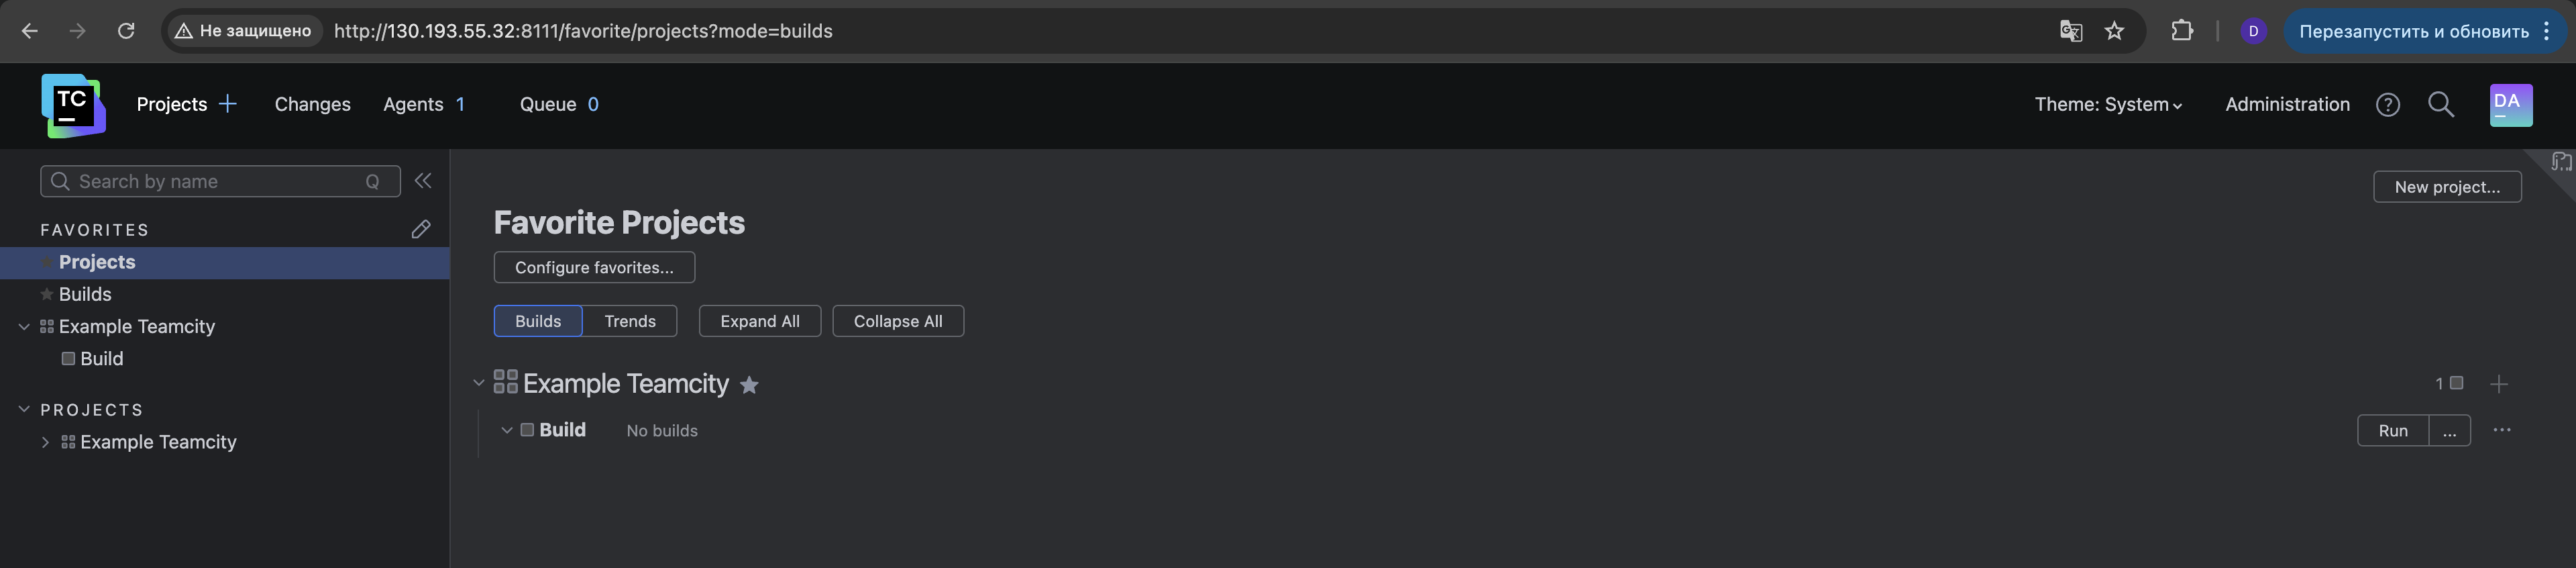 Не защищено http://130.193.55.32:8111/favorite/projects?mode=builds D Перезапустить и обновить
TC Projects Changes Agents 1 Queue 0 Theme: System Administration ? DA
Search by name Q
New project...
FAVORITES
Projects
Builds
Example Teamcity
Build
PROJECTS
Example Teamcity
Favorite Projects
Configure favorites...
Builds Trends Expand All Collapse All
Example Teamcity 1
Build No builds Run ...